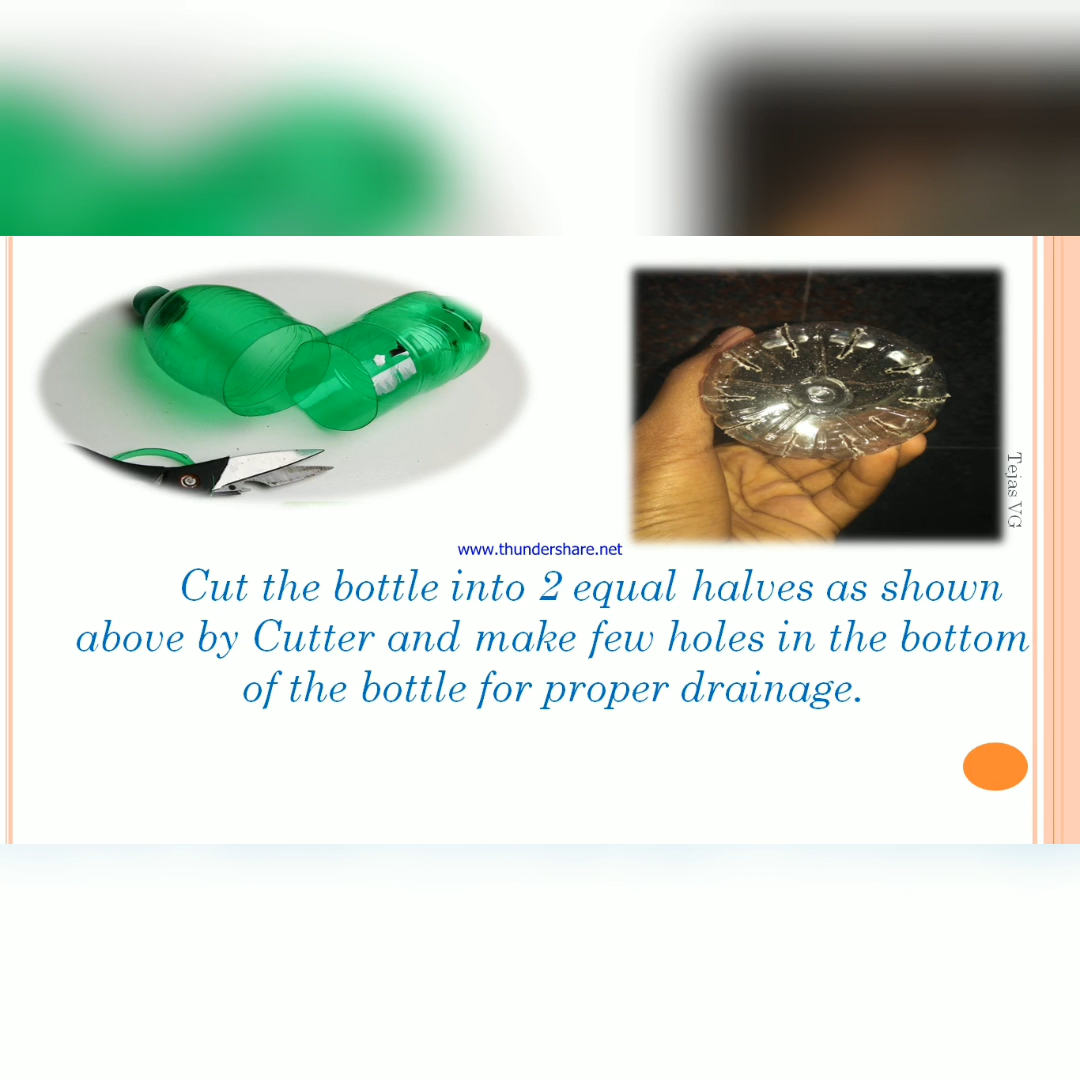 Tejas VG
www.thundershare.net
Cut the bottle into 2 equal halves as shown
above by Cutter and make few holes in the bottom
of the bottle for proper drainage.